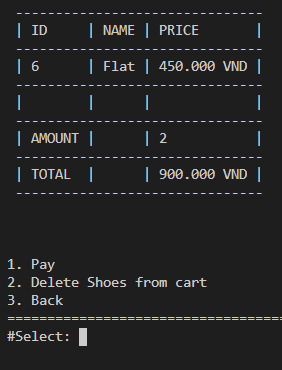 -------------------------------
| ID      | NAME | PRICE       |
-------------------------------
| 6       | Flat | 450.000 VND |
-------------------------------
|         |      |             |
-------------------------------
| AMOUNT  |      | 2           |
-------------------------------
| TOTAL   |      | 900.000 VND |
-------------------------------
1. Pay
2. Delete Shoes from cart
3. Back
==================================
#Select: